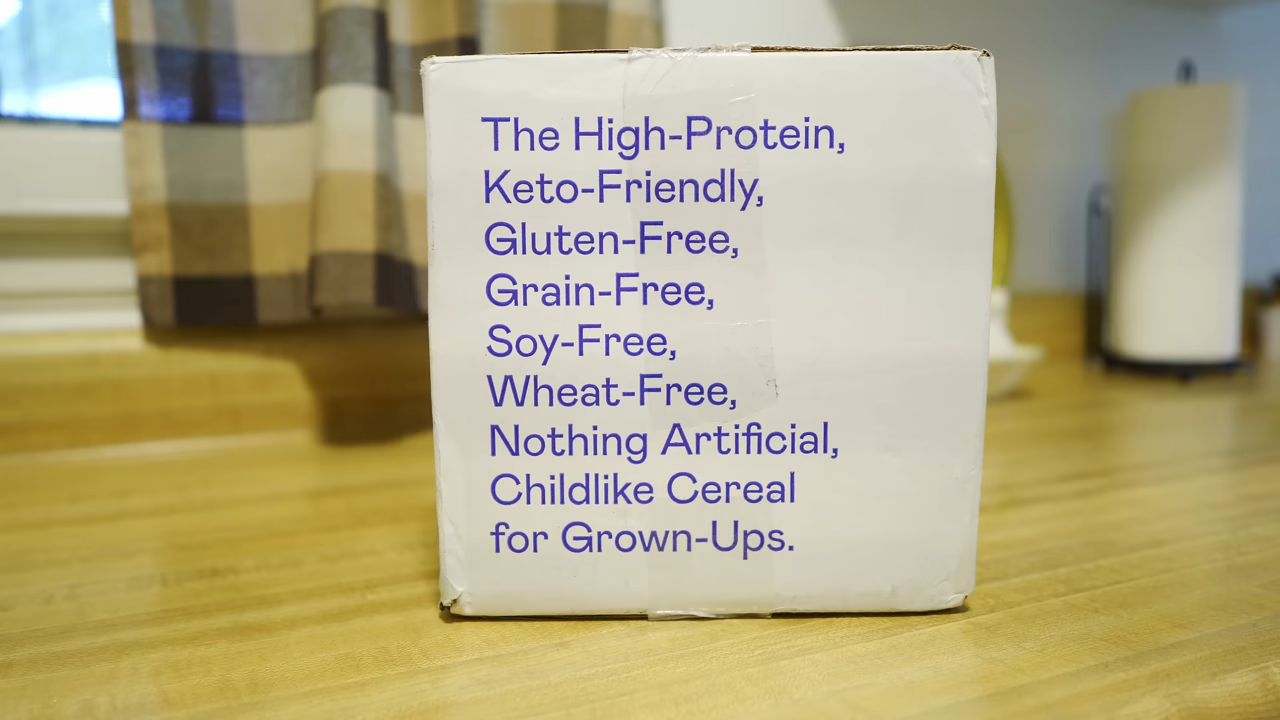 The High-Protein,
Keto-Friendly,
Gluten-Free,
Grain-Free,
Soy-Free,
Wheat-Free,
Nothing Artificial,
Childlike Cereal
for Grown-Ups.